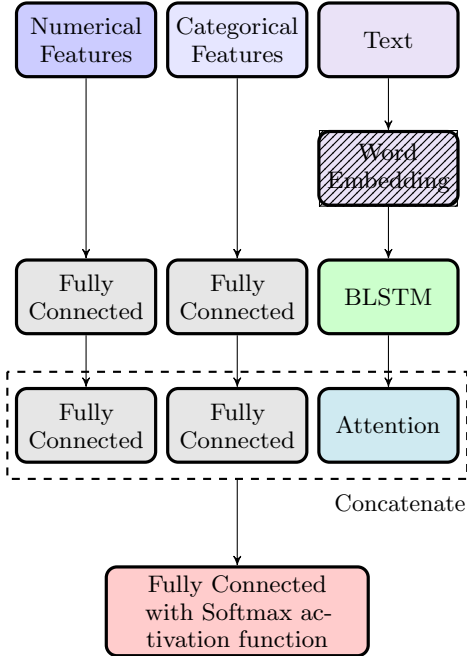 Numerical
Features
Categorical
Features
Text
Word
Embedding
Fully
Connected
Fully
Connected
BLSTM
Fully
Connected
Fully
Connected
Attention
Concatenate
Fully Connected
with Softmax ac-
tivation function